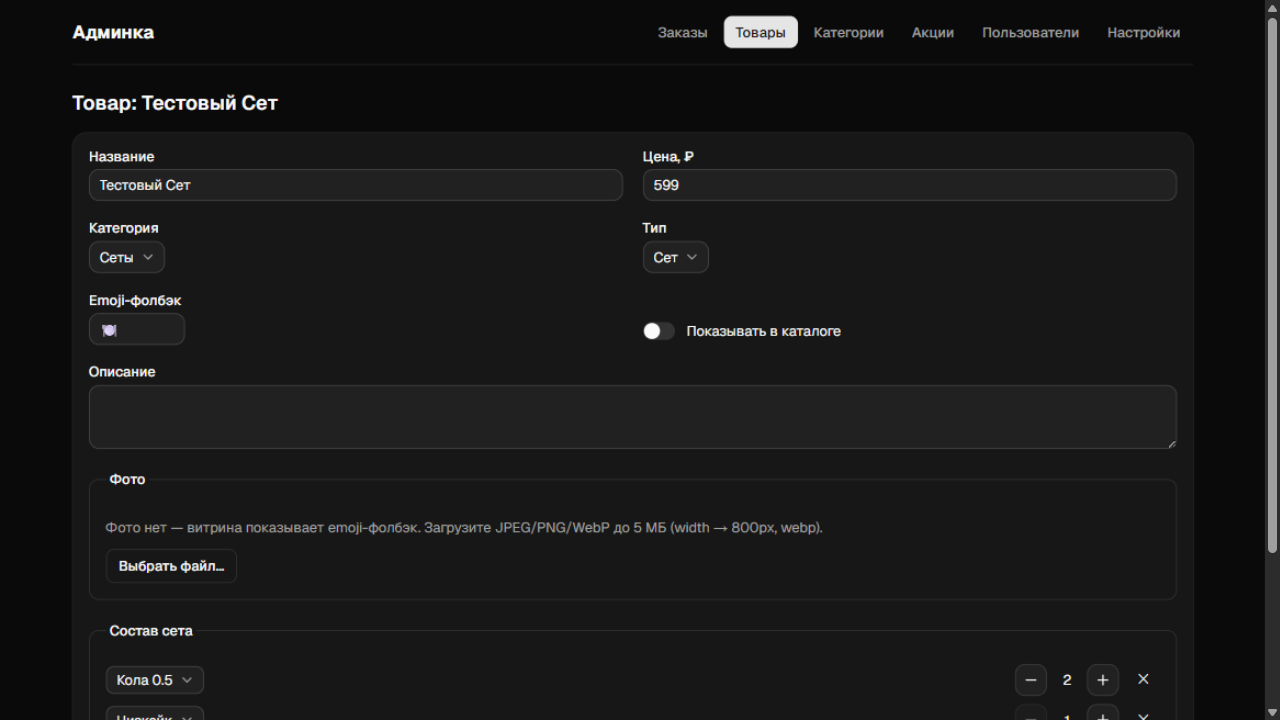 Админка
Заказы
Товары
Категории
Акции
Пользователи
Настройки
Товар: Тестовый Сет
Название
Цена, ₽
Тестовый Сет
599
Категория
Тип
Сеты
Сет
Emoji-фолбэк
🍽️
Показывать в каталоге
Описание
Фото
Фото нет — витрина показывает emoji-фолбэк. Загрузите JPEG/PNG/WebP до 5 МБ (width → 800px, webp).
Выбрать файл...
Состав сета
Кола 0.5
− 2 + ×